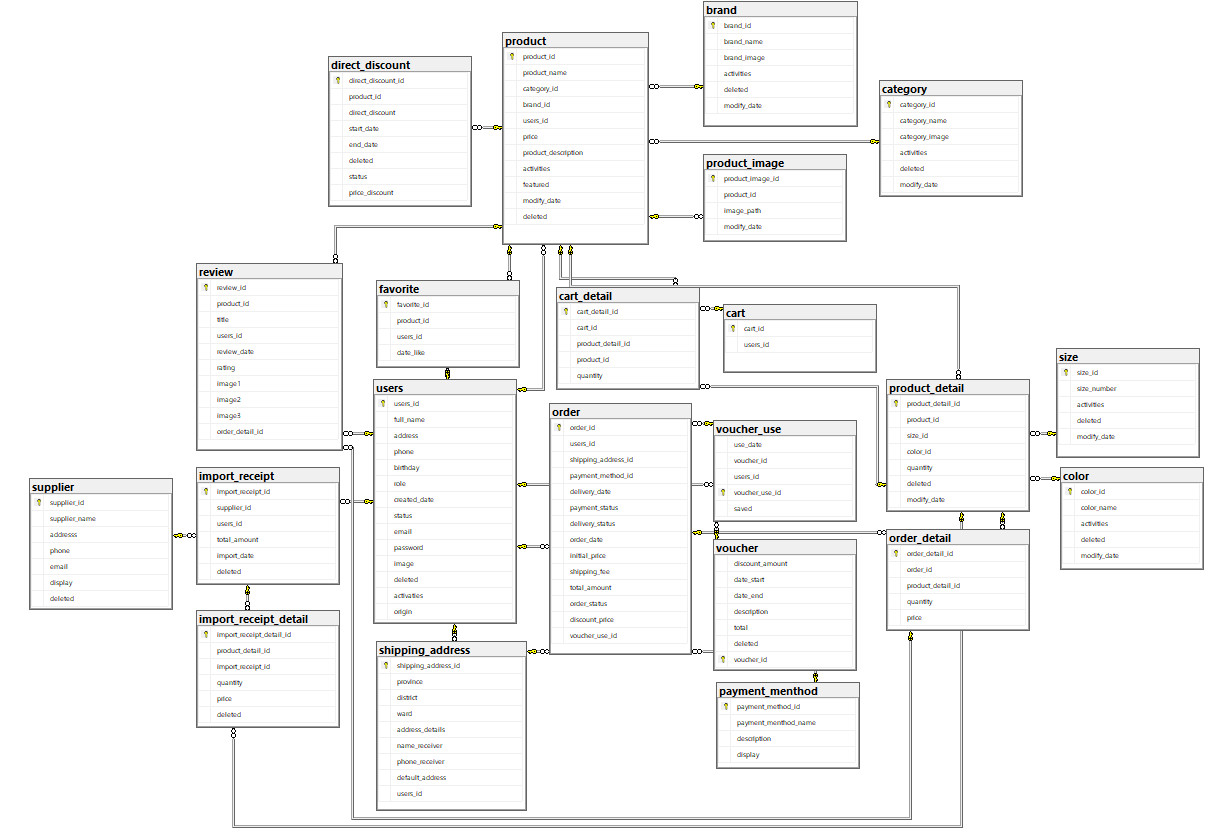 brand
brand_id
brand_name
brand_image
activities
deleted
modify_date
product
product_id
product_name
category_id
brand_id
users_id
price
product_description
activities
featured
modify_date
deleted
direct_discount
direct_discount_id
product_id
direct_discount
start_date
end_date
deleted
status
price_discount
category
category_id
category_name
category_image
activities
deleted
modify_date
product_image
product_image_id
product_id
image_path
modify_date
review
review_id
product_id
title
users_id
review_date
rating
image1
image2
image3
order_detail_id
favorite
favorite_id
product_id
users_id
date_like
cart_detail
cart_detail_id
cart_id
product_detail_id
product_id
quantity
cart
cart_id
users_id
size
size_id
size_number
activities
deleted
modify_date
users
users_id
full_name
address
phone
birthday
role
created_date
status
email
password
image
deleted
activaties
origin
order
order_id
users_id
shipping_address_id
payment_method_id
delivery_date
payment_status
delivery_status
order_date
initial_price
shipping_fee
total_amount
order_status
discount_price
voucher_use_id
product_detail
product_detail_id
product_id
size_id
color_id
quantity
deleted
modify_date
voucher_use
use_date
voucher_id
users_id
voucher_use_id
saved
import_receipt
import_receipt_id
supplier_id
users_id
total_amount
import_date
deleted
color
color_id
color_name
activities
deleted
modify_date
supplier
supplier_id
supplier_name
addresss
phone
email
display
deleted
order_detail
order_detail_id
order_id
product_detail_id
quantity
price
voucher
discount_amount
date_start
date_end
description
total
deleted
voucher_id
import_receipt_detail
import_receipt_detail_id
product_detail_id
import_receipt_id
quantity
price
deleted
shipping_address
shipping_address_id
province
district
ward
address_details
name_receiver
phone_receiver
default_address
users_id
payment_menthod
payment_method_id
payment_menthod_name
description
display